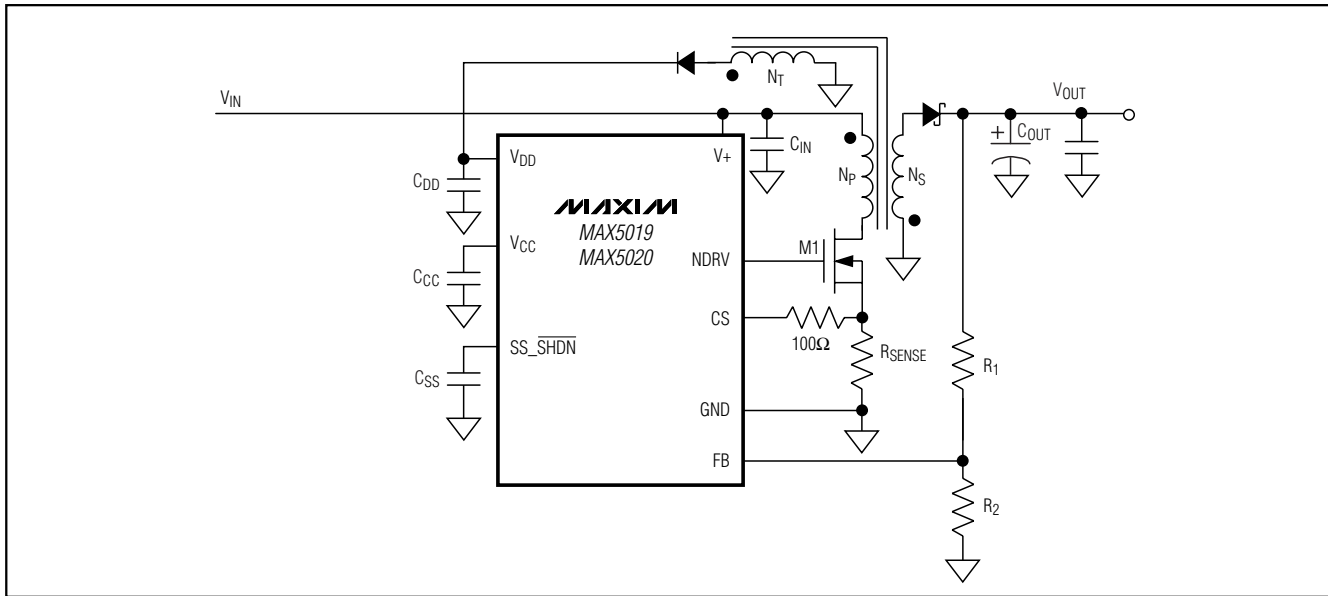 N_T
V_IN
V_OUT
+
C_OUT
V_DD
V+
C_IN
C_DD
N_P
N_S
MAXIM
MAX5019
MAX5020
V_CC
NDRV
M1
C_CC
CS
100Ω
R_SENSE
SS_S̅H̅D̅N̅
R_1
C_SS
GND
FB
R_2